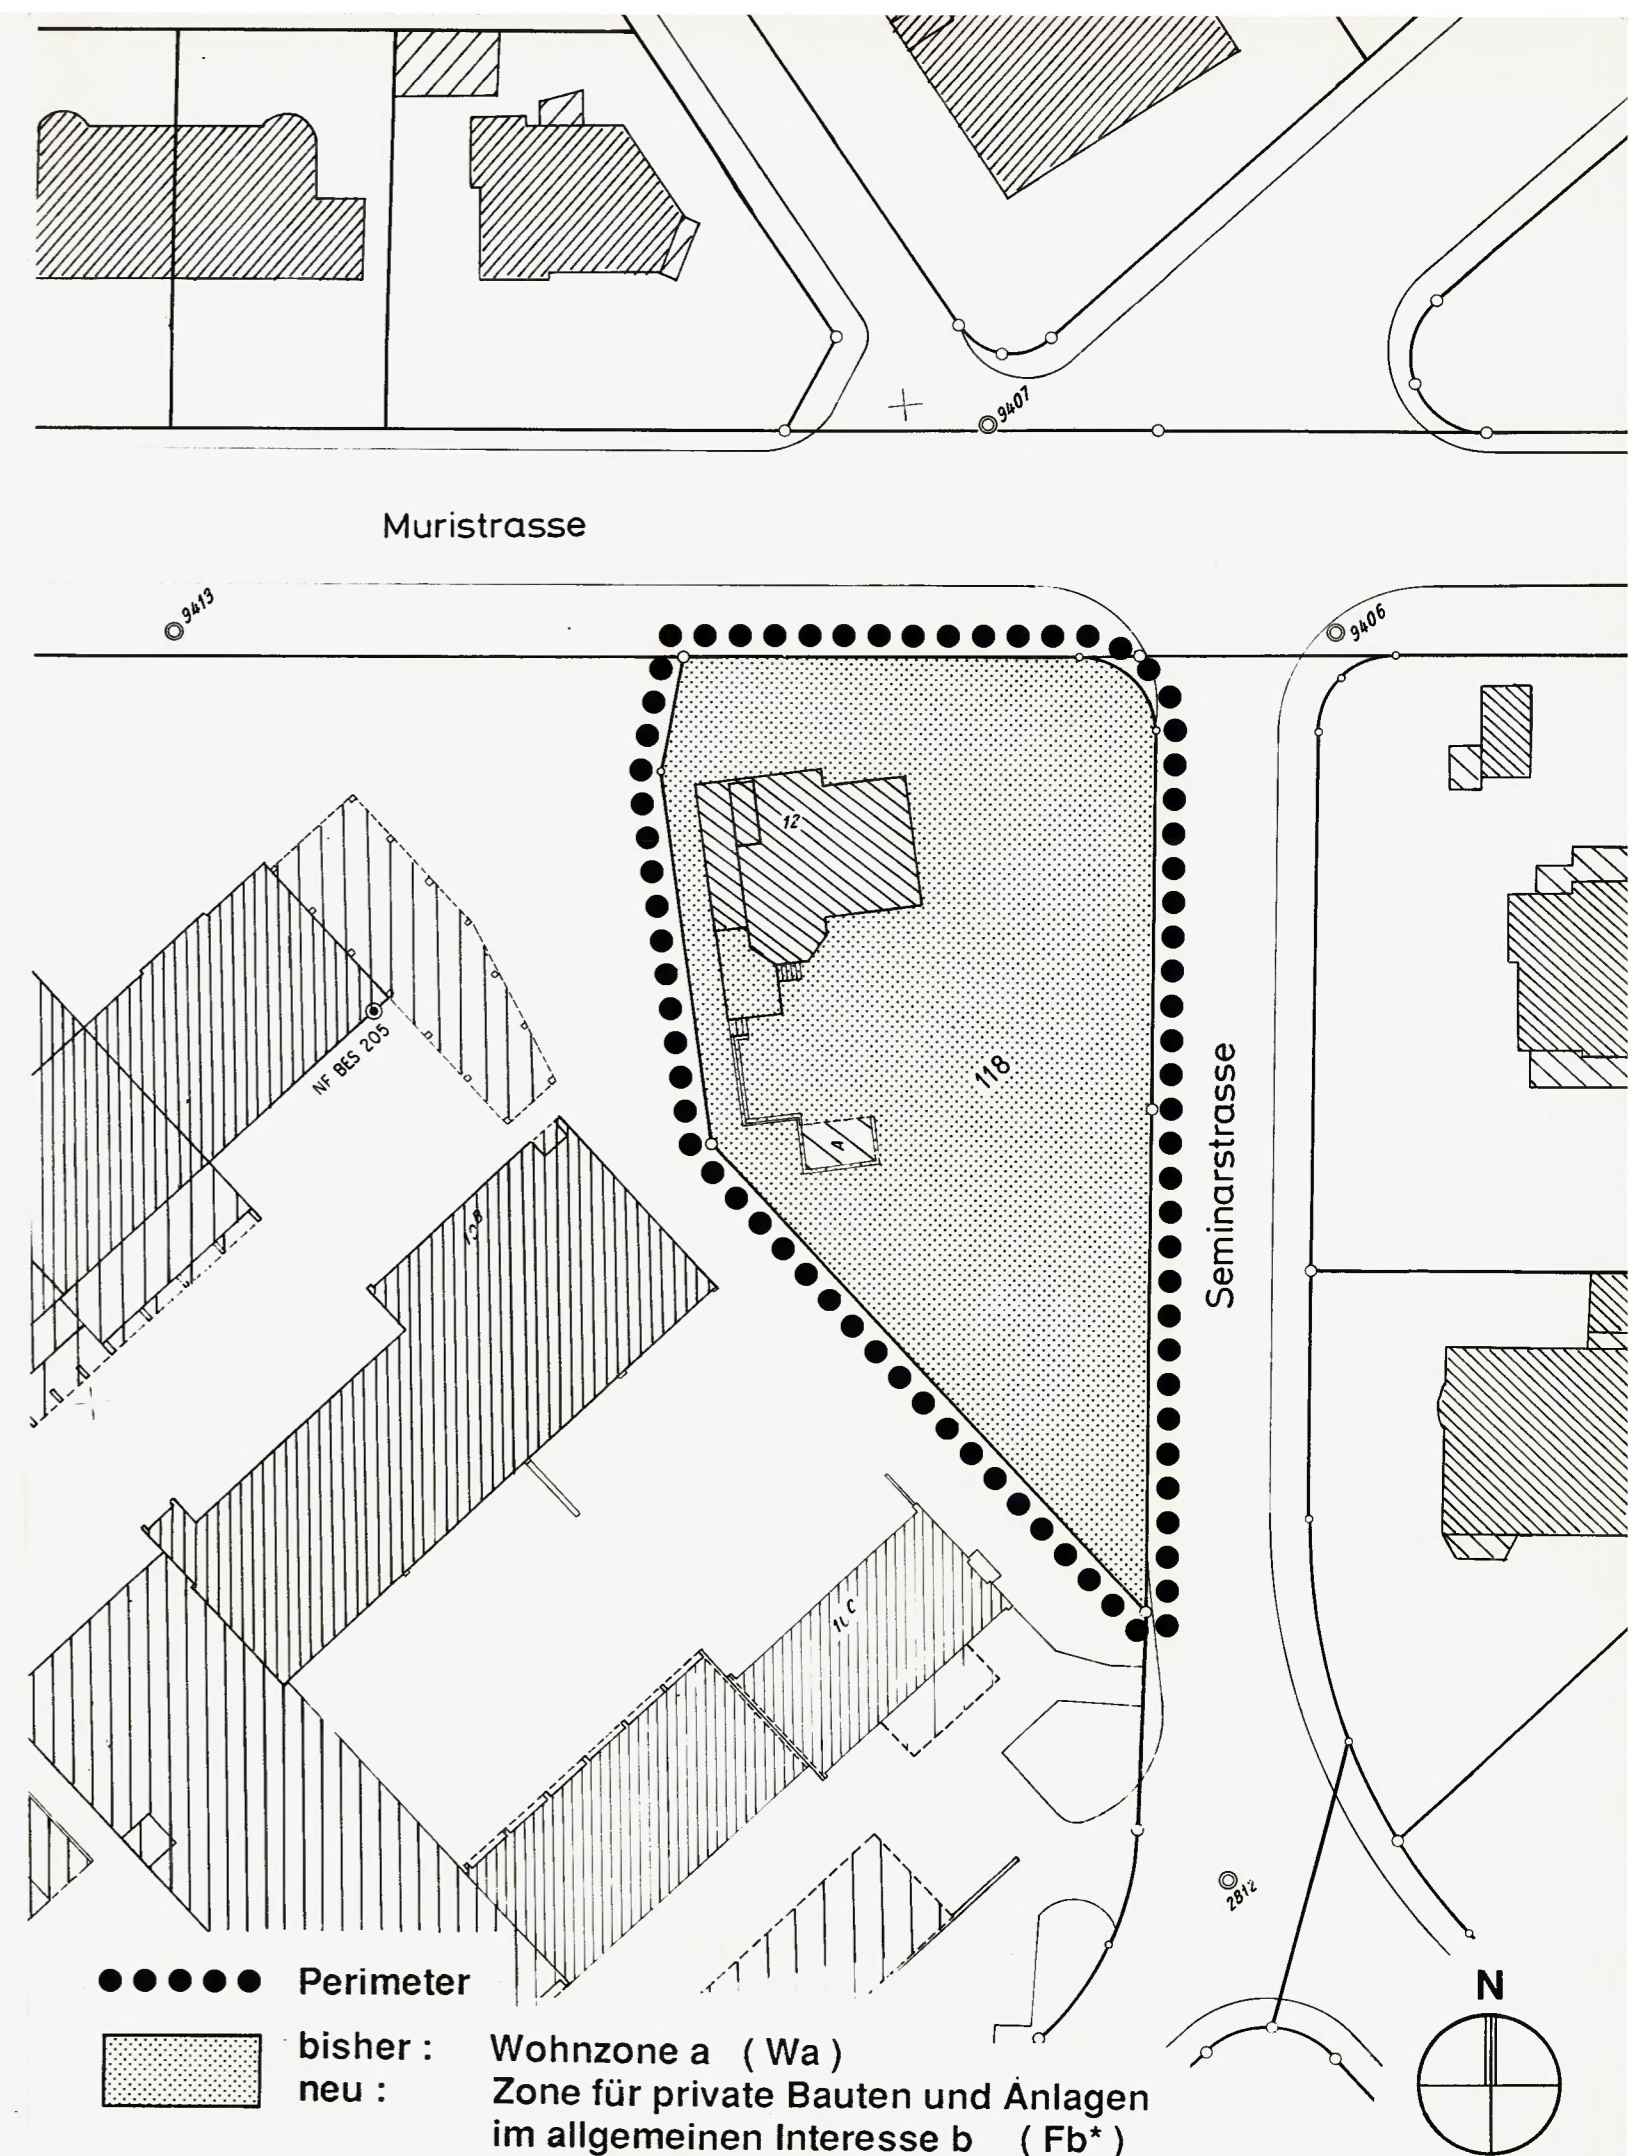 9407
Muristrasse
9413
9406
12
NF BES 205
118
Seminarstrasse
A
10C
2812
Perimeter
N
bisher : Wohnzone a ( Wa )
neu : Zone für private Bauten und Anlagen
im allgemeinen Interesse b ( Fb* )